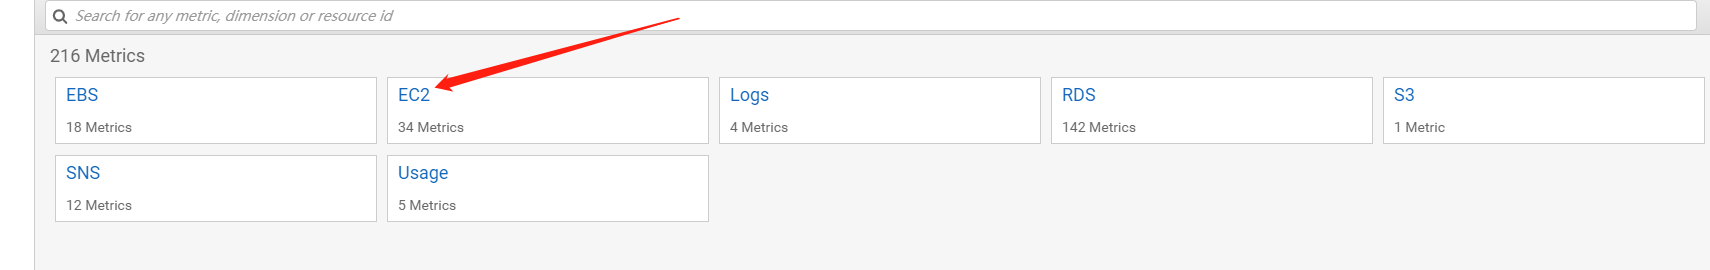 Search for any metric, dimension or resource id
216 Metrics
EBS
18 Metrics
EC2
34 Metrics
Logs
4 Metrics
RDS
142 Metrics
S3
1 Metric
SNS
12 Metrics
Usage
5 Metrics